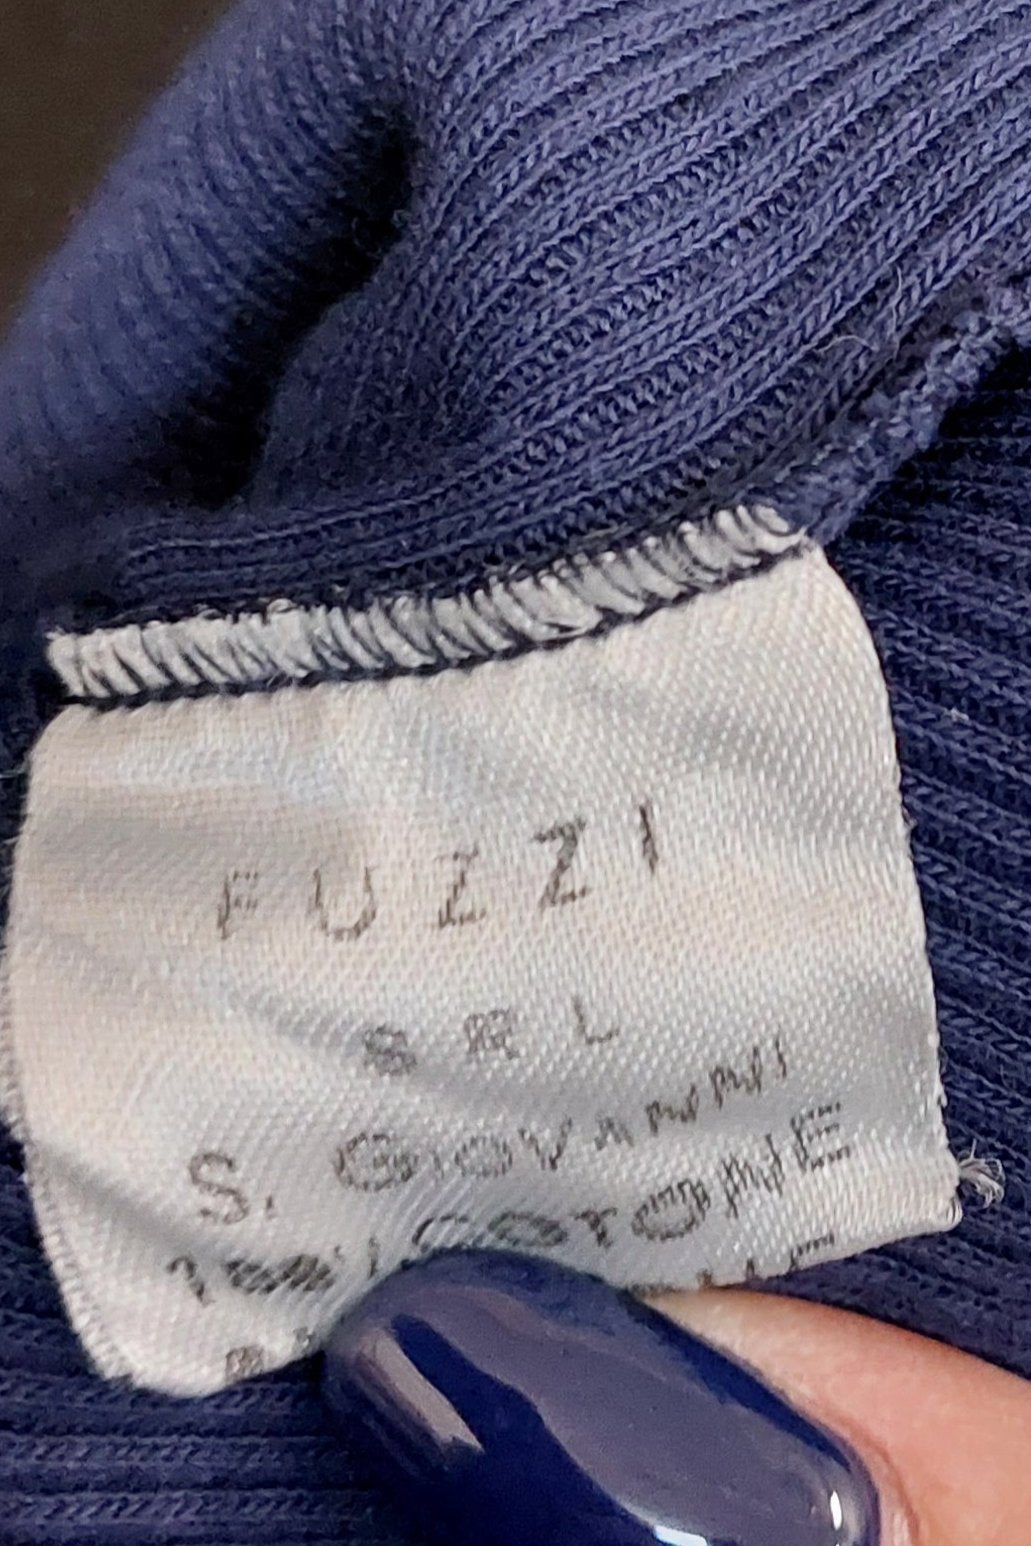 FUZZI
SRL
S. GIOVANNI
100% COTONE